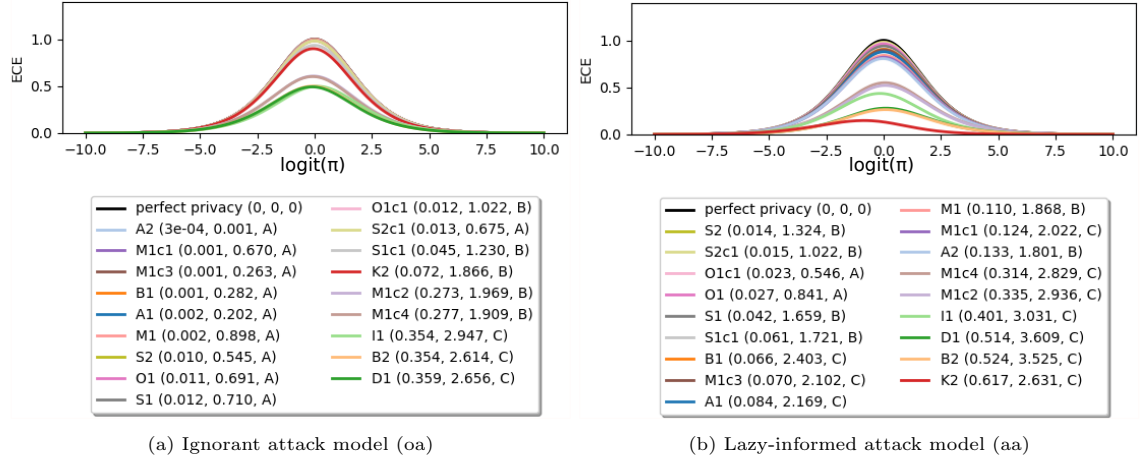 ECE
1.0
0.5
0.0
−10.0 −7.5 −5.0 −2.5 0.0 2.5 5.0 7.5 10.0
logit(π)
perfect privacy (0, 0, 0)
A2 (3e-04, 0.001, A)
M1c1 (0.001, 0.670, A)
M1c3 (0.001, 0.263, A)
B1 (0.001, 0.282, A)
A1 (0.002, 0.202, A)
M1 (0.002, 0.898, A)
S2 (0.010, 0.545, A)
O1 (0.011, 0.691, A)
S1 (0.012, 0.710, A)
O1c1 (0.012, 1.022, B)
S2c1 (0.013, 0.675, A)
S1c1 (0.045, 1.230, B)
K2 (0.072, 1.866, B)
M1c2 (0.273, 1.969, B)
M1c4 (0.277, 1.909, B)
I1 (0.354, 2.947, C)
B2 (0.354, 2.614, C)
D1 (0.359, 2.656, C)
(a) Ignorant attack model (oa)
ECE
1.0
0.5
0.0
−10.0 −7.5 −5.0 −2.5 0.0 2.5 5.0 7.5 10.0
logit(π)
perfect privacy (0, 0, 0)
S2 (0.014, 1.324, B)
S2c1 (0.015, 1.022, B)
O1c1 (0.023, 0.546, A)
O1 (0.027, 0.841, A)
S1 (0.042, 1.659, B)
S1c1 (0.061, 1.721, B)
B1 (0.066, 2.403, C)
M1c3 (0.070, 2.102, C)
A1 (0.084, 2.169, C)
M1 (0.110, 1.868, B)
M1c1 (0.124, 2.022, C)
A2 (0.133, 1.801, B)
M1c4 (0.314, 2.829, C)
M1c2 (0.335, 2.936, C)
I1 (0.401, 3.031, C)
D1 (0.514, 3.609, C)
B2 (0.524, 3.525, C)
K2 (0.617, 2.631, C)
(b) Lazy-informed attack model (aa)